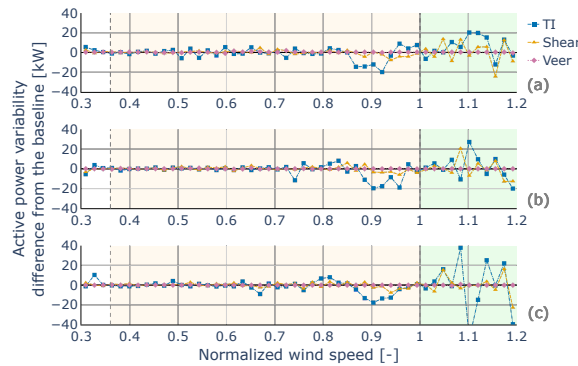 Active power variability
difference from the baseline [kW]
40
20
0
−20
−40
0.3 0.4 0.5 0.6 0.7 0.8 0.9 1 1.1 1.2
(a)
TI
Shear
Veer
40
20
0
−20
−40
0.3 0.4 0.5 0.6 0.7 0.8 0.9 1 1.1 1.2
(b)
40
20
0
−20
−40
0.3 0.4 0.5 0.6 0.7 0.8 0.9 1 1.1 1.2
(c)
Normalized wind speed [-]